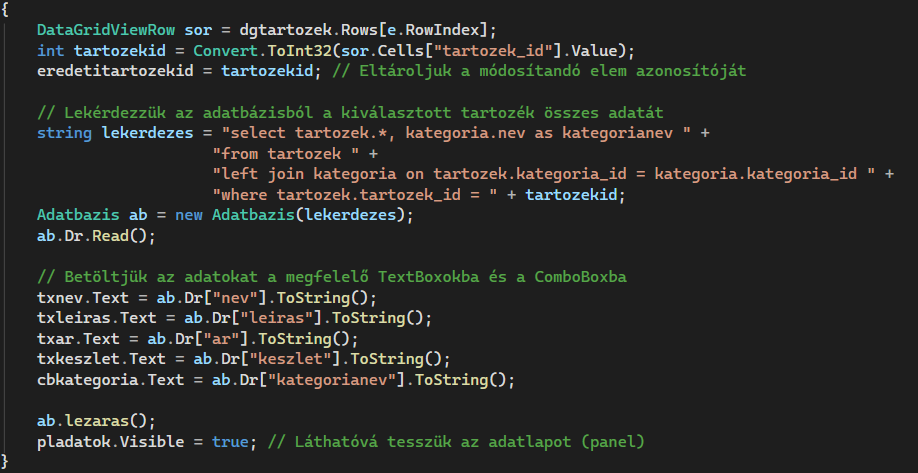 {
DataGridViewRow sor = dgtartozek.Rows[e.RowIndex];
int tartozekid = Convert.ToInt32(sor.Cells["tartozek_id"].Value);
eredetitartozekid = tartozekid; // Eltároljuk a módosítandó elem azonosítóját
// Lekérdezzük az adatbázisból a kiválasztott tartozék összes adatát
string lekerdezes = "select tartozek.*, kategoria.nev as kategorianev " +
"from tartozek " +
"left join kategoria on tartozek.kategoria_id = kategoria.kategoria_id " +
"where tartozek.tartozek_id = " + tartozekid;
Adatbazis ab = new Adatbazis(lekerdezes);
ab.Dr.Read();
// Betöltjük az adatokat a megfelelő TextBoxokba és a ComboBoxba
txnev.Text = ab.Dr["nev"].ToString();
txleiras.Text = ab.Dr["leiras"].ToString();
txar.Text = ab.Dr["ar"].ToString();
txkeszlet.Text = ab.Dr["keszlet"].ToString();
cbkategoria.Text = ab.Dr["kategorianev"].ToString();
ab.lezaras();
pladatok.Visible = true; // Láthatóvá tesszük az adatlapot (panel)
}